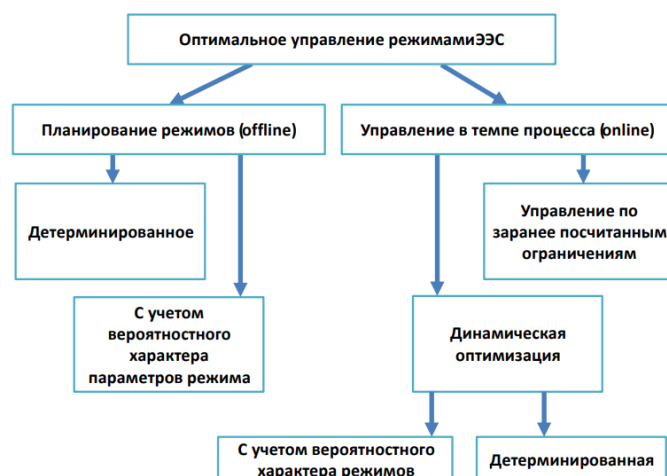 Оптимальное управление режимамиЭЭС
Планирование режимов (offline)
Управление в темпе процесса (online)
Детерминированное
Управление по
заранее посчитанным
ограничениям
С учетом
вероятностного
характера
параметров режима
Динамическая
оптимизация
С учетом вероятностного
характера режимов
Детерминированная